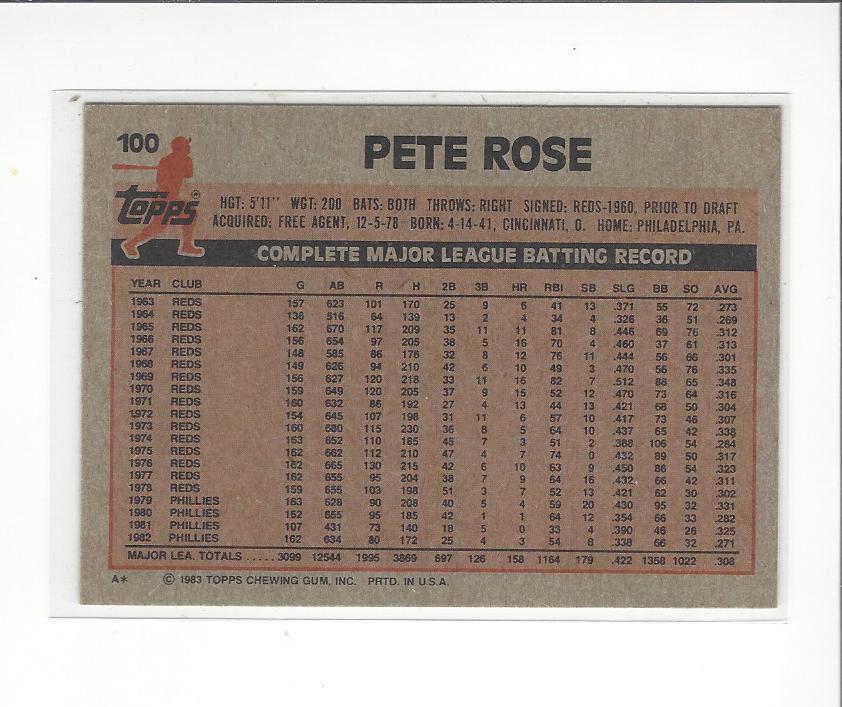 100
PETE ROSE
Topps®
HGT: 5'11" WGT: 200 BATS: BOTH THROWS: RIGHT SIGNED: REDS-1960, PRIOR TO DRAFT
ACQUIRED: FREE AGENT, 12-5-78 BORN: 4-14-41, CINCINNATI, O. HOME: PHILADELPHIA, PA.
COMPLETE MAJOR LEAGUE BATTING RECORD
YEAR CLUB G AB R H 2B 3B HR RBI SB SLG BB SO AVG
1963 REDS 157 623 101 170 25 9 6 41 13 .371 55 72 .273
1964 REDS 136 516 64 139 13 2 4 34 4 .326 36 51 .269
1965 REDS 162 670 117 209 35 11 11 81 8 .446 69 76 .312
1966 REDS 156 654 97 205 38 5 16 70 4 .460 37 61 .313
1967 REDS 148 585 86 176 32 8 12 76 11 .444 56 66 .301
1968 REDS 149 626 94 210 42 6 10 49 3 .470 56 76 .335
1969 REDS 156 627 120 218 33 11 16 82 7 .512 88 65 .348
1970 REDS 159 649 120 205 37 9 15 52 12 .470 73 64 .316
1971 REDS 160 632 86 192 27 4 13 44 13 .421 68 50 .304
1972 REDS 154 645 107 198 31 11 6 57 10 .417 73 46 .307
1973 REDS 160 680 115 230 36 8 5 64 10 .437 65 42 .338
1974 REDS 163 652 110 185 45 7 3 51 2 .388 106 54 .284
1975 REDS 162 662 112 210 47 4 7 74 0 .432 89 50 .317
1976 REDS 162 665 130 215 42 6 10 63 9 .450 86 54 .323
1977 REDS 162 655 95 204 38 7 9 64 16 .432 66 42 .311
1978 REDS 159 655 103 198 51 3 7 52 13 .421 62 30 .302
1979 PHILLIES 163 628 90 208 40 5 4 59 20 .430 95 32 .331
1980 PHILLIES 162 655 95 185 42 1 1 64 12 .354 66 33 .282
1981 PHILLIES 107 431 73 140 18 5 0 33 4 .390 46 26 .325
1982 PHILLIES 162 634 80 172 25 4 3 54 8 .338 66 32 .271
MAJOR LEA. TOTALS ..... 3099 12544 1995 3869 697 126 158 1164 179 .422 1358 1022 .308
A* © 1983 TOPPS CHEWING GUM, INC. PRTD. IN U.S.A.